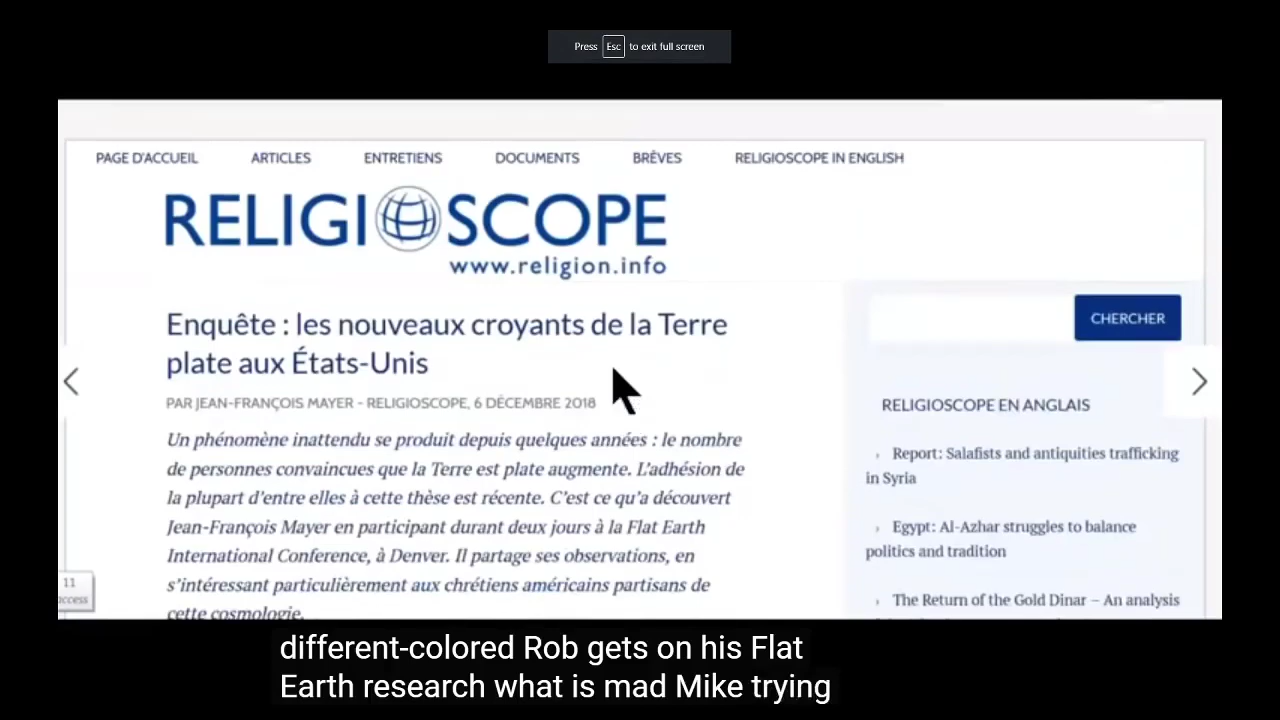 Press Esc to exit full screen
PAGE D'ACCUEIL ARTICLES ENTRETIENS DOCUMENTS BRÈVES RELIGIOSCOPE IN ENGLISH
RELIGIOSCOPE
www.religion.info
Enquête : les nouveaux croyants de la Terre
plate aux États-Unis
PAR JEAN-FRANÇOIS MAYER - RELIGIOSCOPE, 6 DÉCEMBRE 2018
Un phénomène inattendu se produit depuis quelques années : le nombre
de personnes convaincues que la Terre est plate augmente. L'adhésion de
la plupart d'entre elles à cette thèse est récente. C'est ce qu'a découvert
Jean-François Mayer en participant durant deux jours à la Flat Earth
International Conference, à Denver. Il partage ses observations, en
s'intéressant particulièrement aux chrétiens américains partisans de
cette cosmologie.
CHERCHER
RELIGIOSCOPE EN ANGLAIS
Report: Salafists and antiquities trafficking
in Syria
Egypt: Al-Azhar struggles to balance
politics and tradition
The Return of the Gold Dinar – An analysis
11
access
different-colored Rob gets on his Flat
Earth research what is mad Mike trying